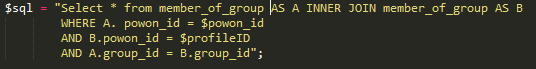 $sql = "Select * from member_of_group AS A INNER JOIN member_of_group AS B
WHERE A. powon_id = $powon_id
AND B.powon_id = $profileID
AND A.group_id = B.group_id";